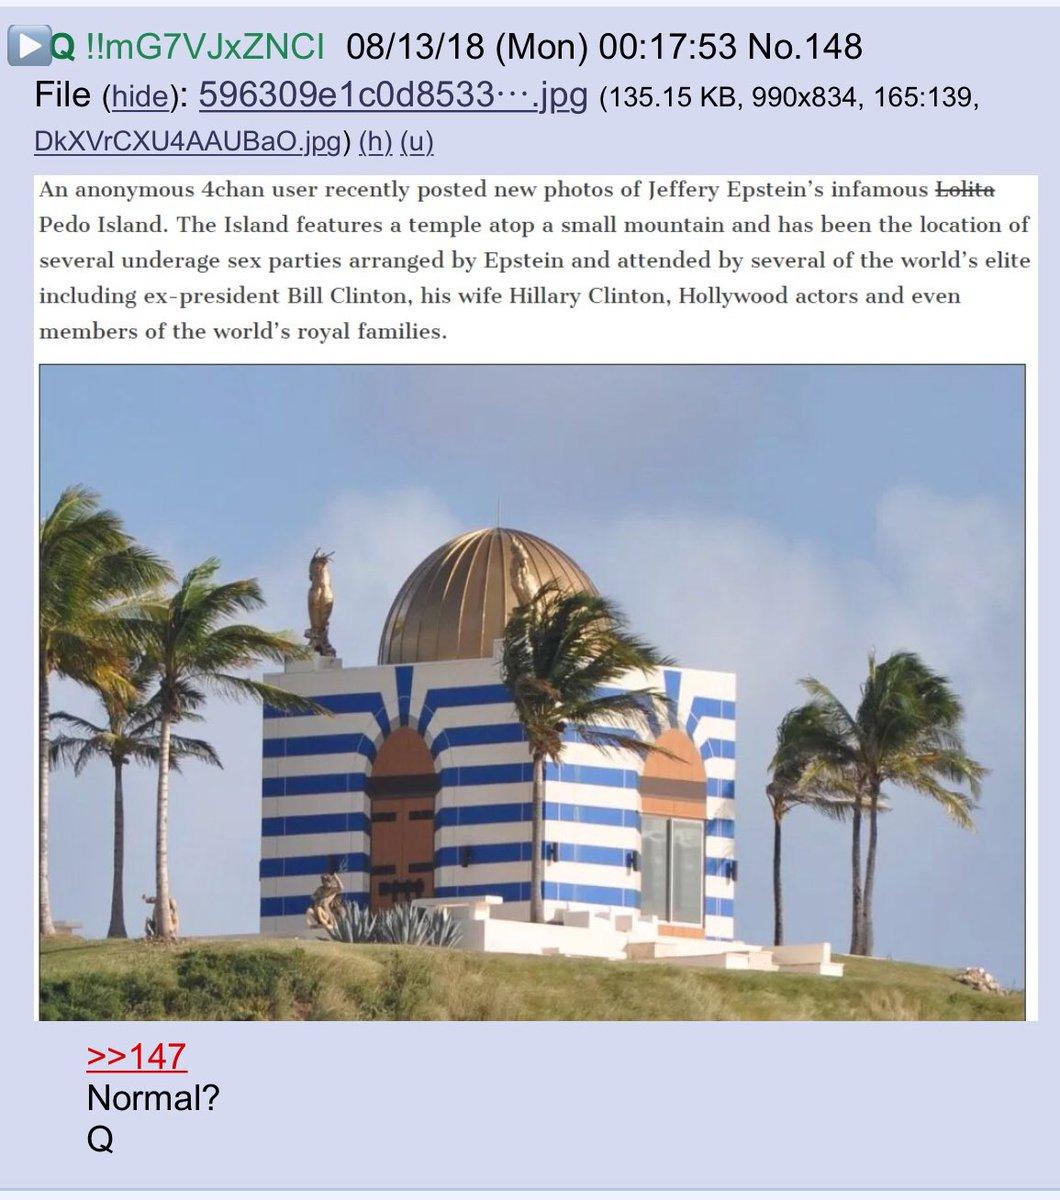 Q !!mG7VJxZNCI 08/13/18 (Mon) 00:17:53 No.148
File (hide): 596309e1c0d8533···.jpg (135.15 KB, 990x834, 165:139,
DkXVrCXU4AAUBaO.jpg) (h) (u)
An anonymous 4chan user recently posted new photos of Jeffery Epstein's infamous Lolita
Pedo Island. The Island features a temple atop a small mountain and has been the location of
several underage sex parties arranged by Epstein and attended by several of the world's elite
including ex-president Bill Clinton, his wife Hillary Clinton, Hollywood actors and even
members of the world's royal families.
>>147
Normal?
Q